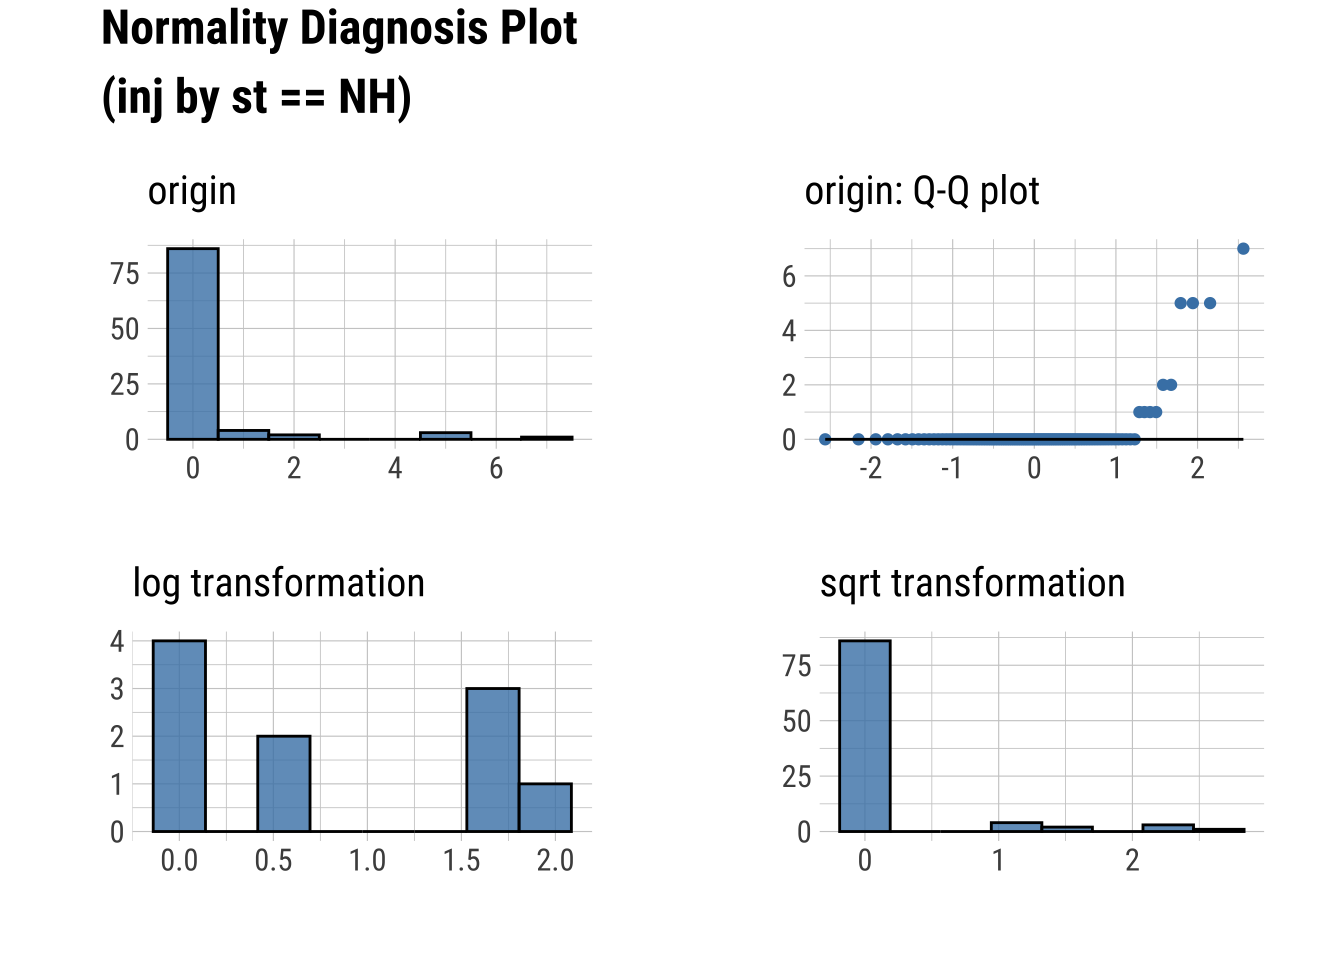 Normality Diagnosis Plot
(inj by st == NH)
origin
75
50
25
0
0 2 4 6
origin: Q-Q plot
6
4
2
0
-2 -1 0 1 2
log transformation
4
3
2
1
0
0.0 0.5 1.0 1.5 2.0
sqrt transformation
75
50
25
0
0 1 2